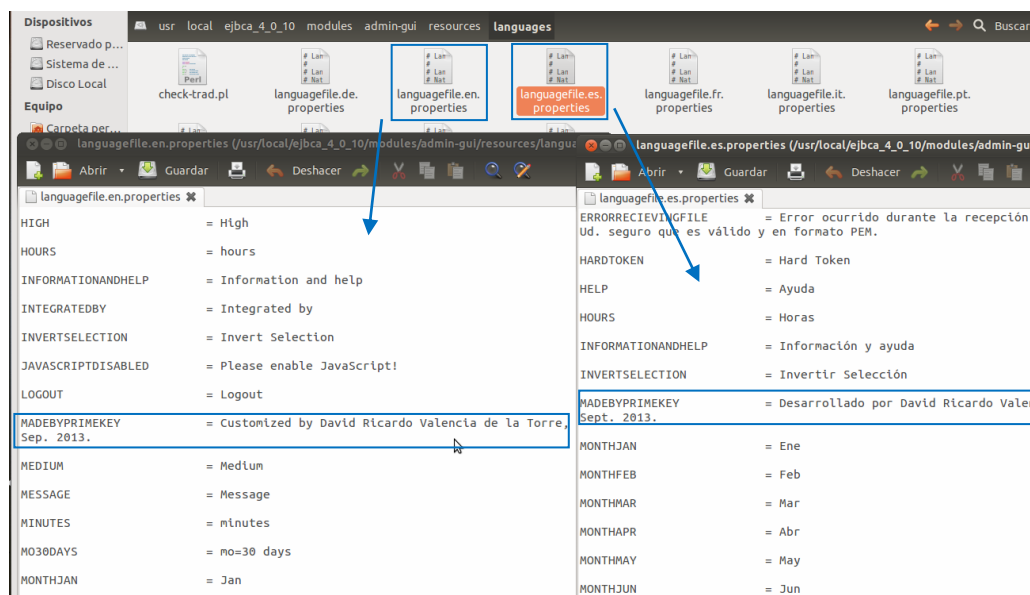 Dispositivos
usr local ejbca_4_0_10 modules admin-gui resources languages
Buscar
Reservado p...
Sistema de ...
Disco Local
Equipo
Carpeta per...
# Lan
#
# Lan
# Nat
Perl
check-trad.pl
languagefile.de.
properties
languagefile.en.
properties
languagefile.es.
properties
languagefile.fr.
properties
languagefile.it.
properties
languagefile.pt.
properties
languagefile.en.properties (/usr/local/ejbca_4_0_10/modules/admin-gui/resources/langua
Abrir Guardar Deshacer
languagefile.en.properties
HIGH = High
HOURS = hours
INFORMATIONANDHELP = Information and help
INTEGRATEDBY = Integrated by
INVERTSELECTION = Invert Selection
JAVASCRIPTDISABLED = Please enable JavaScript!
LOGOUT = Logout
MADEBYPRIMEKEY = Customized by David Ricardo Valencia de la Torre,
Sep. 2013.
MEDIUM = Medium
MESSAGE = Message
MINUTES = minutes
MO30DAYS = mo=30 days
MONTHJAN = Jan
languagefile.es.properties (/usr/local/ejbca_4_0_10/modules/admin-gu
Abrir Guardar Deshacer
languagefile.es.properties
ERRORRECIEVINGFILE = Error ocurrido durante la recepción
Ud. seguro que es válido y en formato PEM.
HARDTOKEN = Hard Token
HELP = Ayuda
HOURS = Horas
INFORMATIONANDHELP = Información y ayuda
INVERTSELECTION = Invertir Selección
MADEBYPRIMEKEY = Desarrollado por David Ricardo Vale
Sept. 2013.
MONTHJAN = Ene
MONTHFEB = Feb
MONTHMAR = Mar
MONTHAPR = Abr
MONTHMAY = May
MONTHJUN = Jun